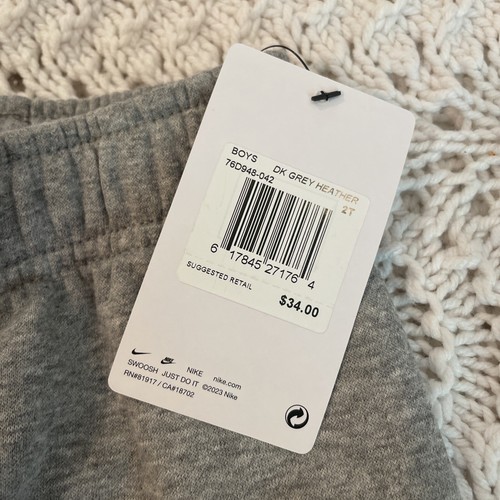 BOYS DK GREY HEATHER
76D948-042 2T
6 17845 27176 4
SUGGESTED RETAIL
$34.00
NIKE nike.com
SWOOSH JUST DO IT ©2023 Nike
RN#81917 / CA#18702